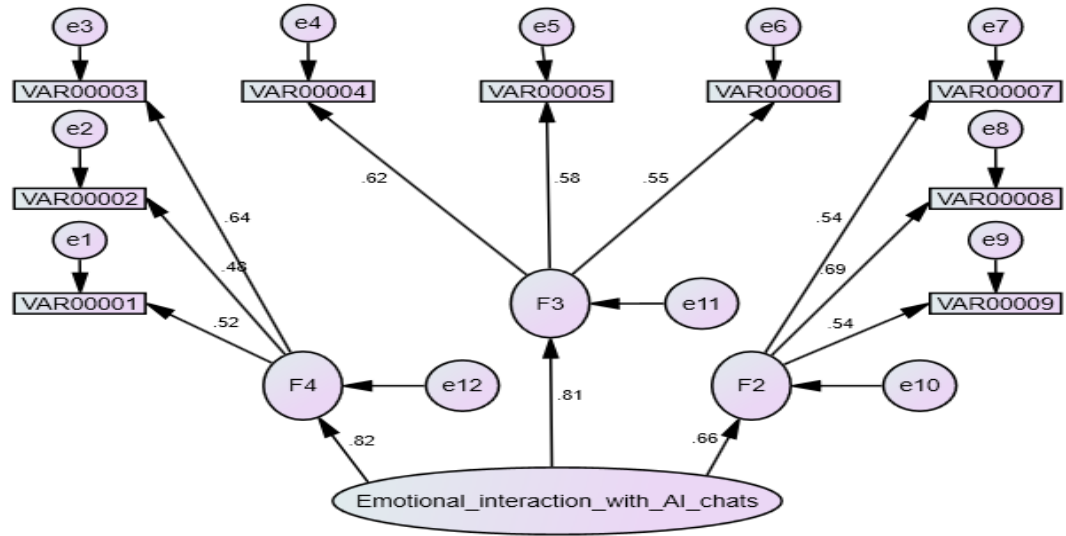 e3
e4
e5
e6
e7
VAR00003
VAR00004
VAR00005
VAR00006
VAR00007
e2
e8
.62
.58
.55
VAR00002
VAR00008
.64
.54
e1
e9
.48
.69
VAR00001
VAR00009
.52
.54
F3
e11
F4
e12
F2
e10
.81
.82
.66
Emotional_interaction_with_AI_chats